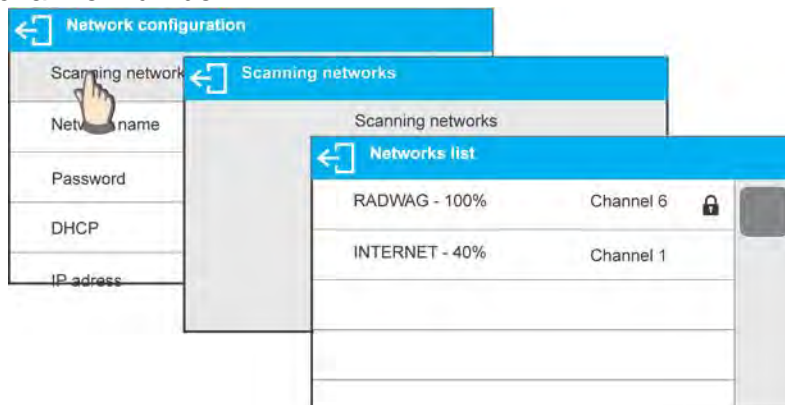 Network configuration
Scanning network
Network name
Password
DHCP
IP adress
Scanning networks
Scanning networks
Networks list
RADWAG - 100% Channel 6
INTERNET - 40% Channel 1